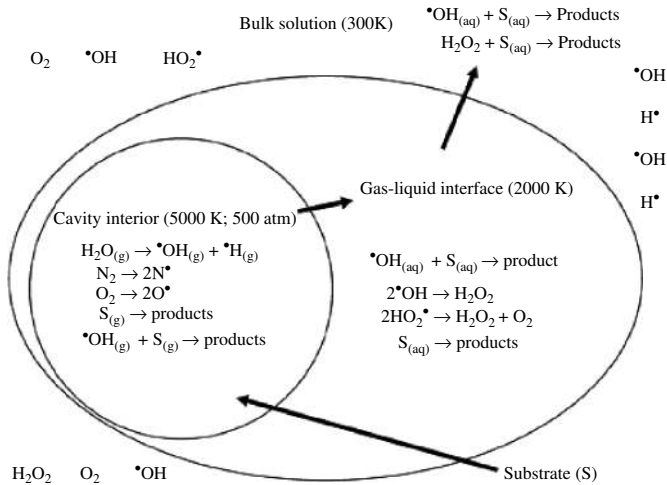 Bulk solution (300K)
•OH(aq) + S(aq) → Products
H2O2 + S(aq) → Products
O2 •OH HO2•
•OH
H•
•OH
H•
Gas-liquid interface (2000 K)
Cavity interior (5000 K; 500 atm)
H2O(g) → •OH(g) + •H(g)
N2 → 2N•
O2 → 2O•
S(g) → products
•OH(g) + S(g) → products
•OH(aq) + S(aq) → product
2•OH → H2O2
2HO2• → H2O2 + O2
S(aq) → products
H2O2 O2 •OH
Substrate (S)